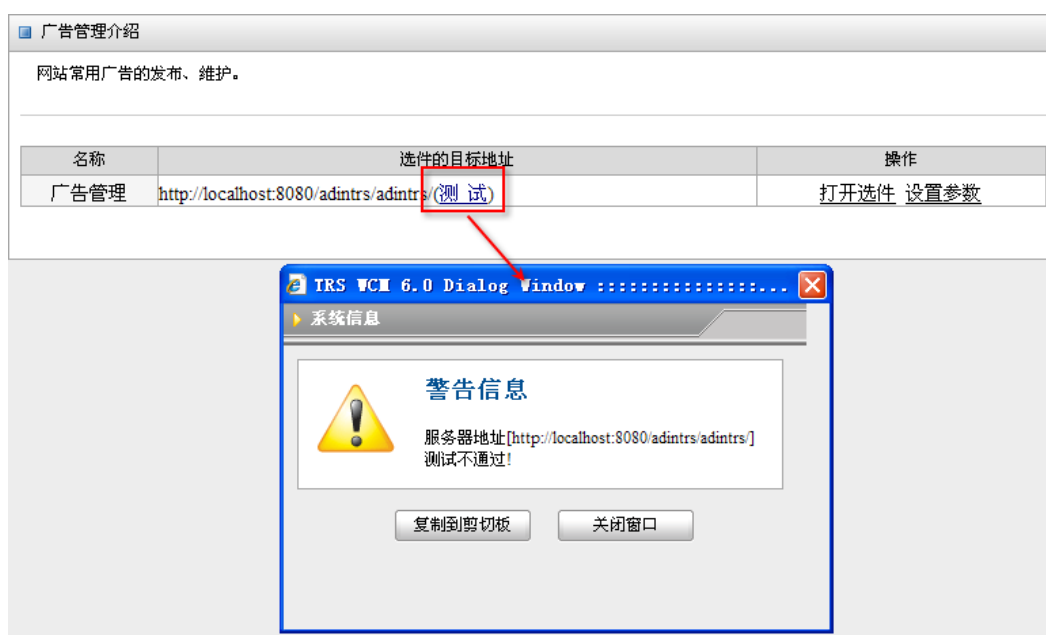 广告管理介绍
网站常用广告的发布、维护。
名称 选件的目标地址 操作
广告管理 http://localhost:8080/adintrs/adintrs/(测 试) 打开选件 设置参数
TRS WCM 6.0 Dialog Window :::::::::::::::...
系统信息
警告信息
服务器地址[http://localhost:8080/adintrs/adintrs/]
测试不通过!
复制到剪切板 关闭窗口